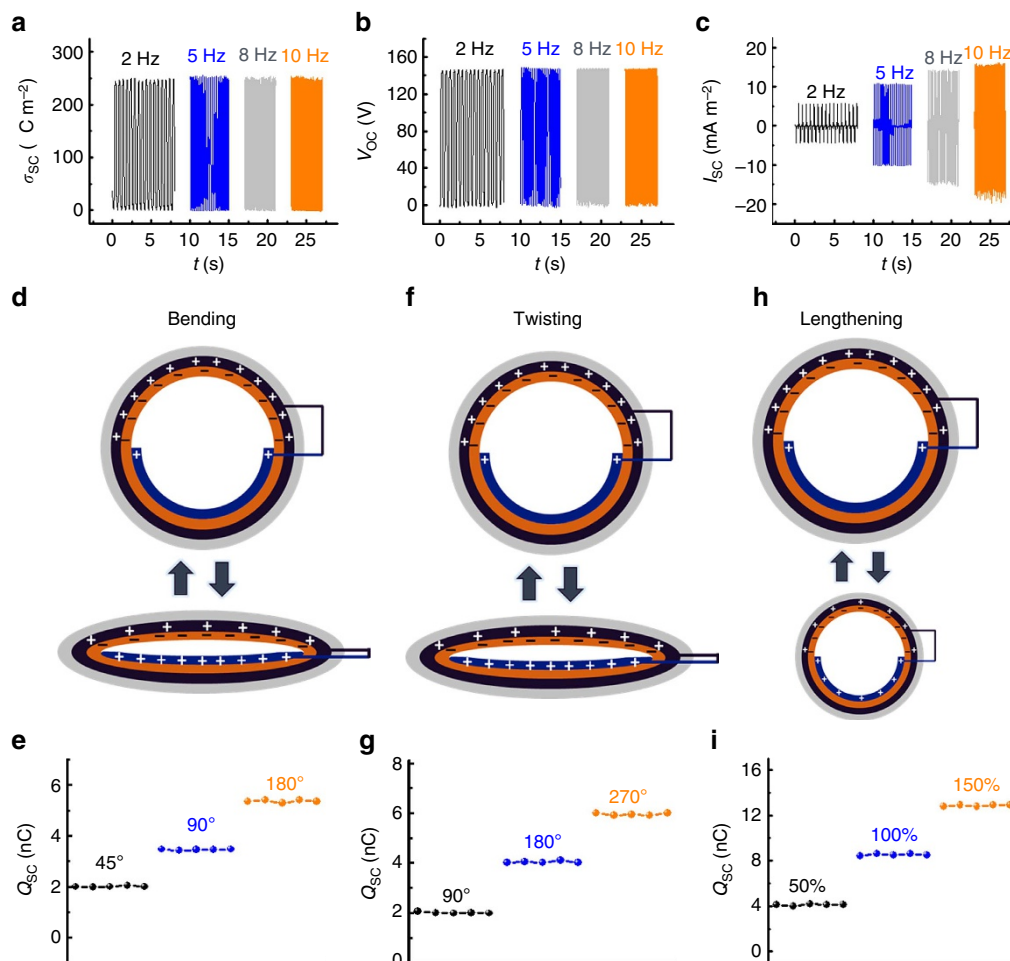 a
σSC ( C m−2)
300
200
100
0
2 Hz
5 Hz
8 Hz
10 Hz
0 5 10 15 20 25
t (s)
b
VOC (V)
160
120
80
40
0
2 Hz
5 Hz
8 Hz
10 Hz
0 5 10 15 20 25
t (s)
c
ISC (mA m−2)
20
10
0
−10
−20
2 Hz
5 Hz
8 Hz
10 Hz
0 5 10 15 20 25
t (s)
d
Bending
f
Twisting
h
Lengthening
e
QSC (nC)
6
4
2
0
45°
90°
180°
g
QSC (nC)
8
6
4
2
0
90°
180°
270°
i
QSC (nC)
16
12
8
4
0
50%
100%
150%